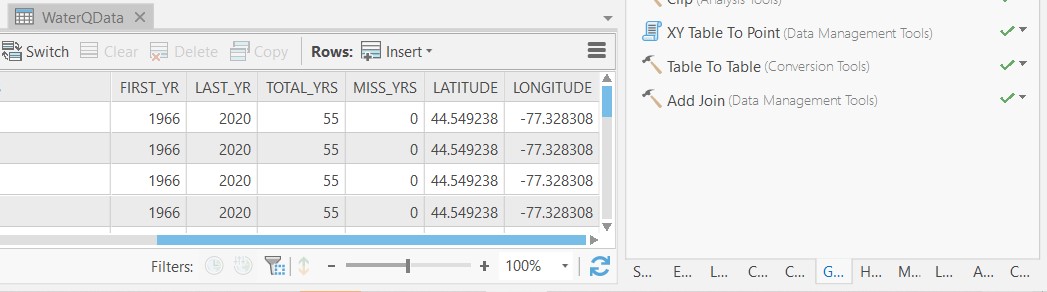 WaterQData
Switch Clear Delete Copy Rows: Insert
FIRST_YR LAST_YR TOTAL_YRS MISS_YRS LATITUDE LONGITUDE
1966 2020 55 0 44.549238 -77.328308
1966 2020 55 0 44.549238 -77.328308
1966 2020 55 0 44.549238 -77.328308
1966 2020 55 0 44.549238 -77.328308
Filters: 100%
Clip (Analysis Tools)
XY Table To Point (Data Management Tools)
Table To Table (Conversion Tools)
Add Join (Data Management Tools)
S... E... L... C... C... G... H... M... L... A... C...